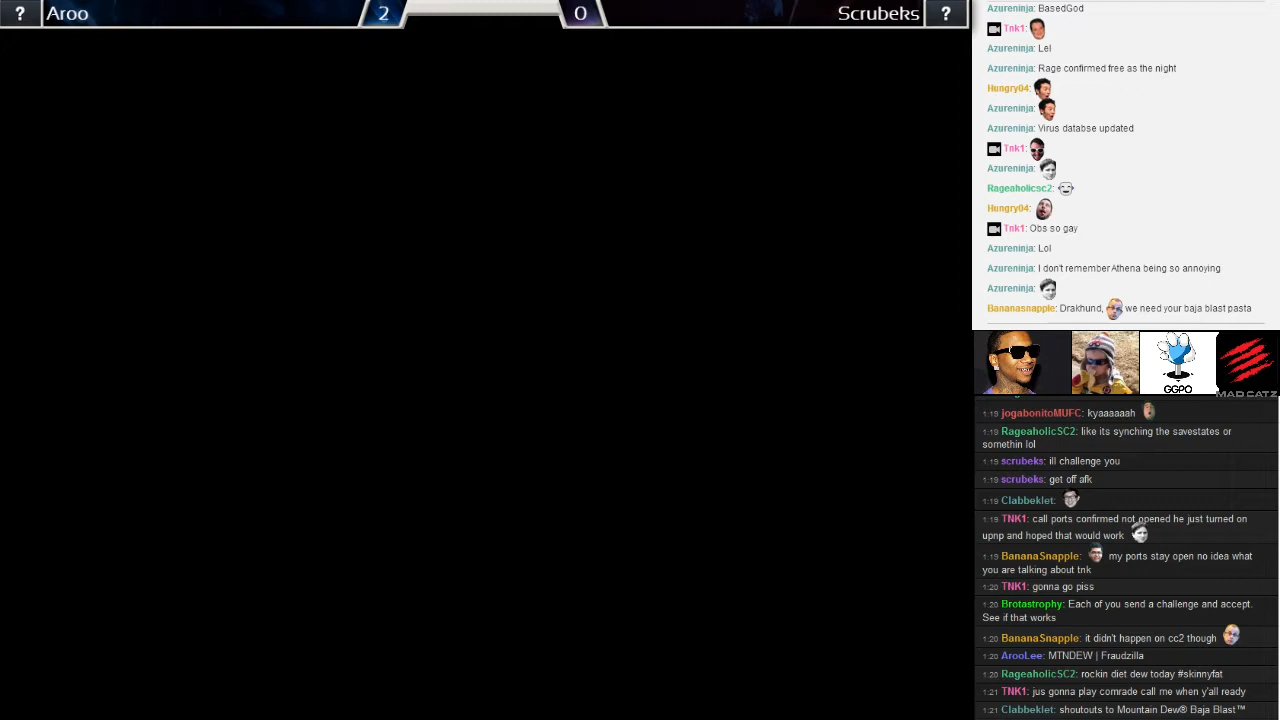 ? Aroo 2 0 Scrubeks ?
Azureninja: BasedGod
Tnk1:
Azureninja: Lel
Azureninja: Rage confirmed free as the night
Hungry04:
Azureninja:
Azureninja: Virus databse updated
Tnk1:
Azureninja:
Rageaholicsc2:
Hungry04:
Tnk1: Obs so gay
Azureninja: Lol
Azureninja: I don't remember Athena being so annoying
Azureninja:
Bananasnapple: Drakhund, we need your baja blast pasta
GGPO
MAD CATZ
1:19 jogabonitoMUFC: kyaaaaaah
1:19 RageaholicSC2: like its synching the savestates or
somethin lol
1:19 scrubeks: ill challenge you
1:19 scrubeks: get off afk
1:19 Clabbeklet:
1:19 TNK1: call ports confirmed not opened he just turned on
upnp and hoped that would work
1:19 BananaSnapple: my ports stay open no idea what
you are talking about tnk
1:20 TNK1: gonna go piss
1:20 Brotastrophy: Each of you send a challenge and accept.
See if that works
1:20 BananaSnapple: it didn't happen on cc2 though
1:20 ArooLee: MTNDEW | Fraudzilla
1:20 RageaholicSC2: rockin diet dew today #skinnyfat
1:21 TNK1: jus gonna play comrade call me when y'all ready
1:21 Clabbeklet: shoutouts to Mountain Dew® Baja Blast™